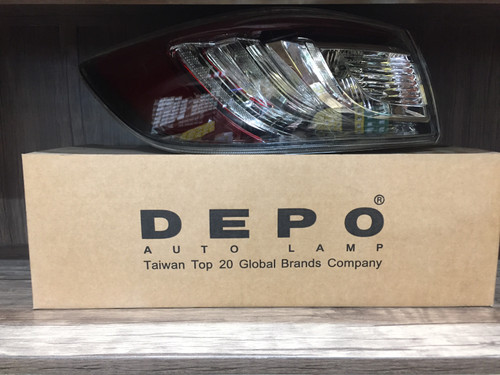 DEPO®
AUTO LAMP
Taiwan Top 20 Global Brands Company